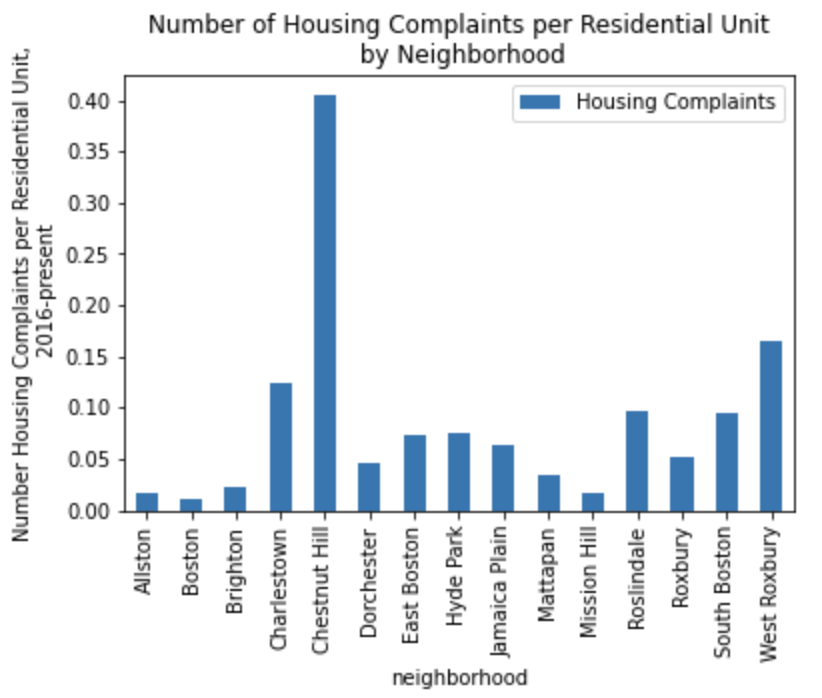 Number of Housing Complaints per Residential Unit
by Neighborhood
Number Housing Complaints per Residential Unit,
2016-present
Housing Complaints
0.40
0.35
0.30
0.25
0.20
0.15
0.10
0.05
0.00
Allston
Boston
Brighton
Charlestown
Chestnut Hill
Dorchester
East Boston
Hyde Park
Jamaica Plain
Mattapan
Mission Hill
Roslindale
Roxbury
South Boston
West Roxbury
neighborhood